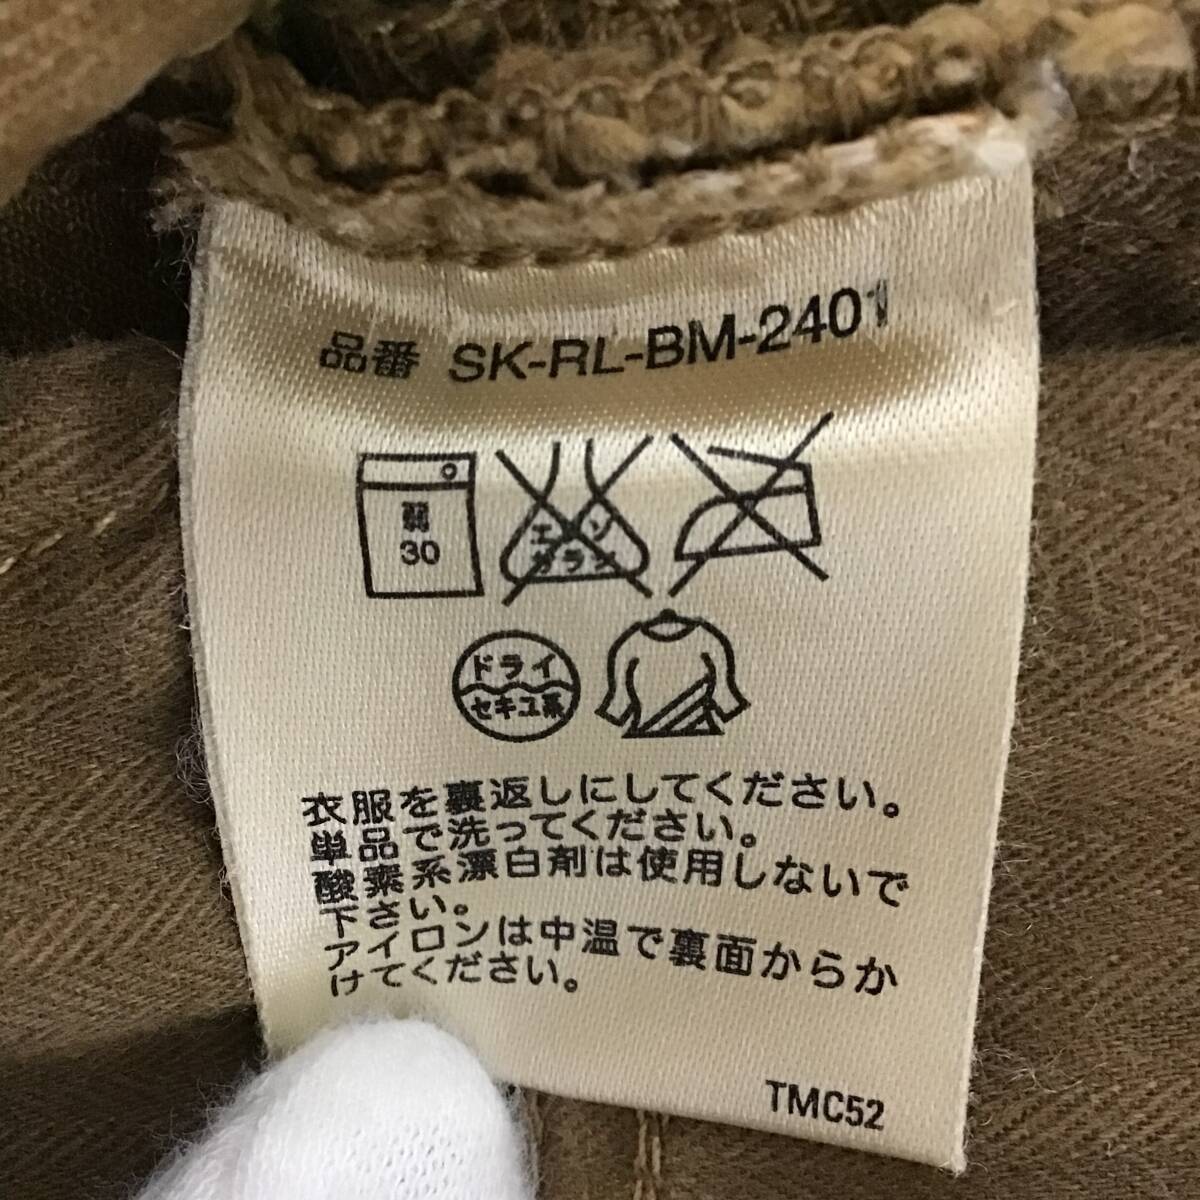 品番 SK-RL-BM-2401
弱
30
エンソ
サラシ
ドライ
セキユ系
衣服を裏返しにしてください。
単品で洗ってください。
酸素系漂白剤は使用しないで
下さい。
アイロンは中温で裏面からか
けてください。
TMC52